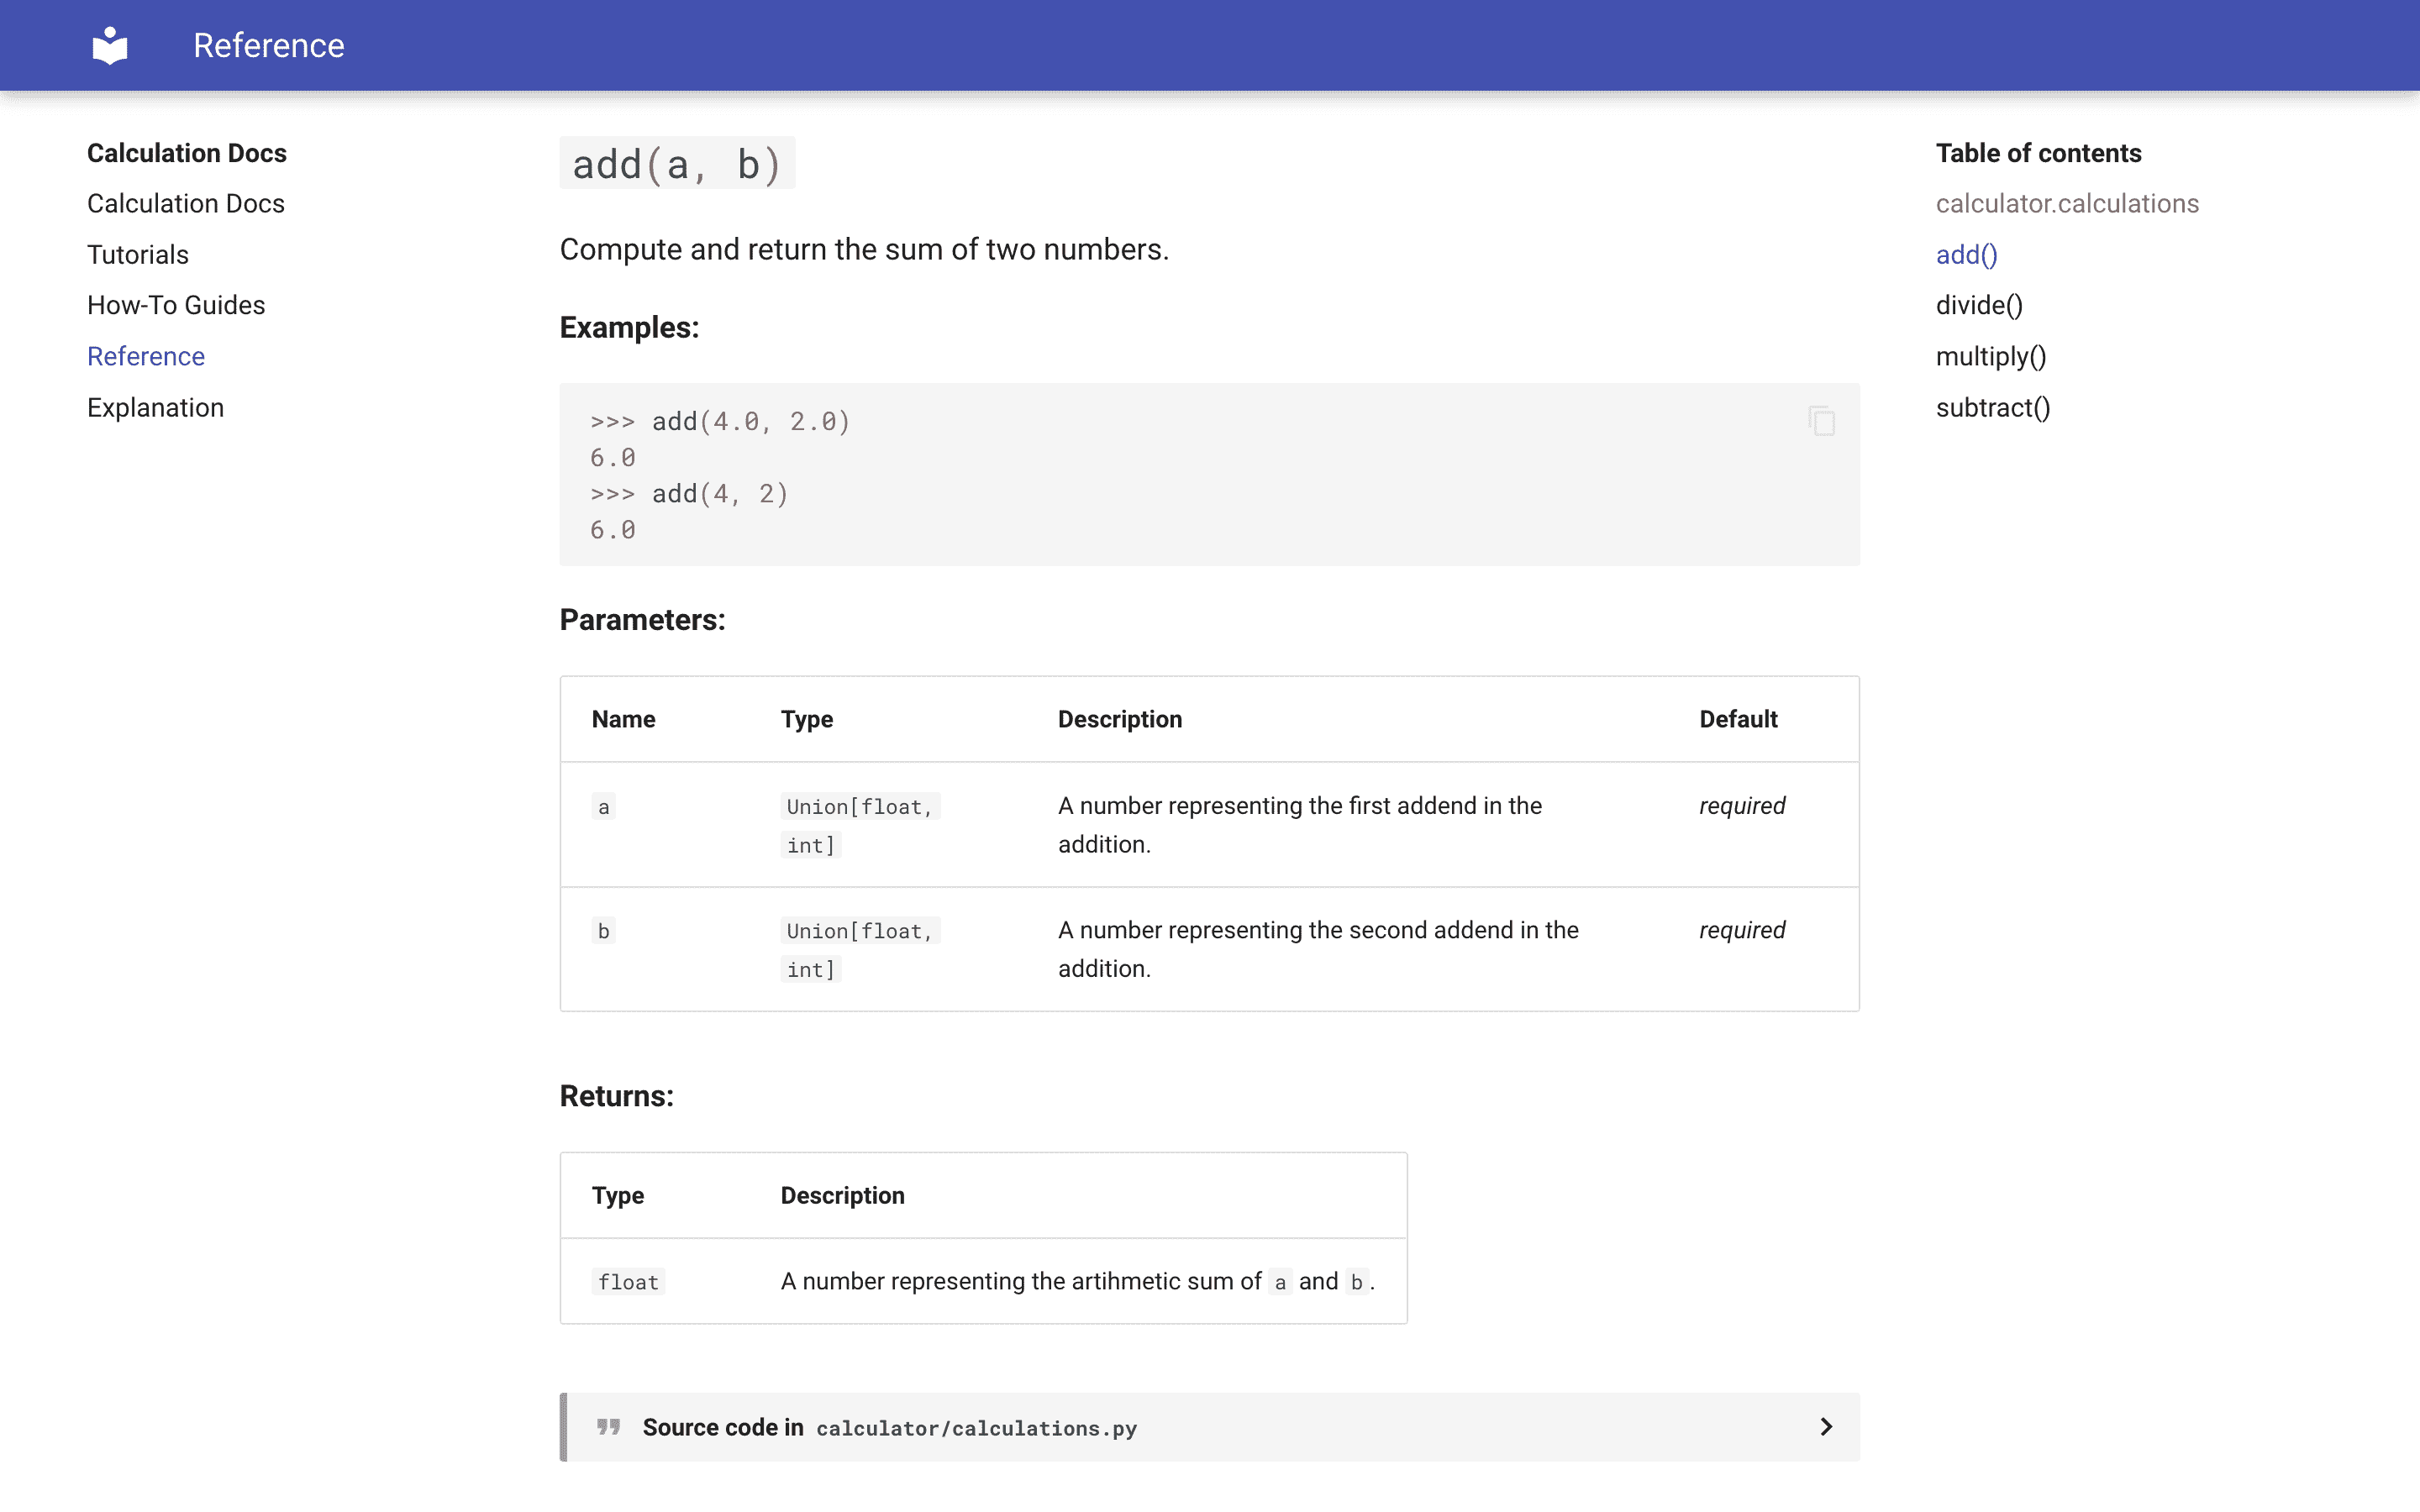 Reference
Calculation Docs
Calculation Docs
Tutorials
How-To Guides
Reference
Explanation
add(a, b)
Compute and return the sum of two numbers.
Examples:
>>> add(4.0, 2.0)
6.0
>>> add(4, 2)
6.0
Parameters:
Name Type Description Default
a Union[float, A number representing the first addend in the required
int] addition.
b Union[float, A number representing the second addend in the required
int] addition.
Returns:
Type Description
float A number representing the artihmetic sum of a and b.
Source code in calculator/calculations.py
Table of contents
calculator.calculations
add()
divide()
multiply()
subtract()